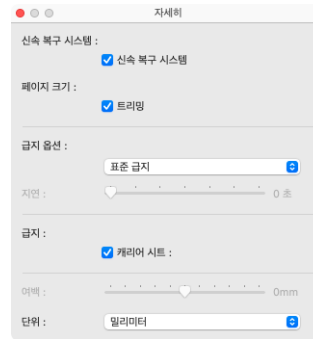 자세히
신속 복구 시스템 :
신속 복구 시스템
페이지 크기 :
트리밍
급지 옵션 :
표준 급지
지연 : 0 초
급지 :
캐리어 시트 :
여백 : 0mm
단위 : 밀리미터